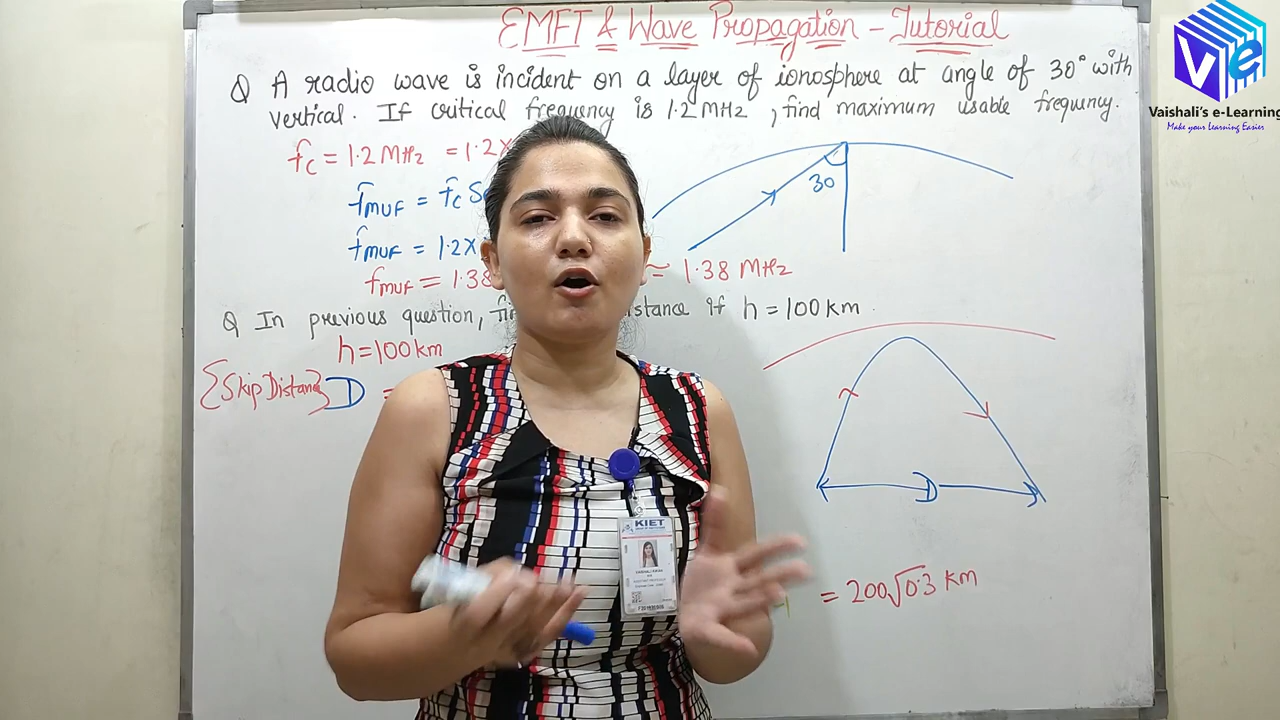 EMFT & Wave Propagation - Tutorial
Q A radio wave is incident on a layer of ionosphere at angle of 30° with
vertical. If critical frequency is 1.2 MHz, find maximum usable frequency.
fc = 1.2 MHz = 1.2×
30
fMUF = fc
fMUF = 1.2×
fMUF = 1.38 ≈ 1.38 MHz
Q In previous question, if h = 100 km.
h = 100 km
{Skip Distance} D =
D
= 200√0.3 km
KIET
Ve
Vaishali's e-Learning
Make your Learning Easier